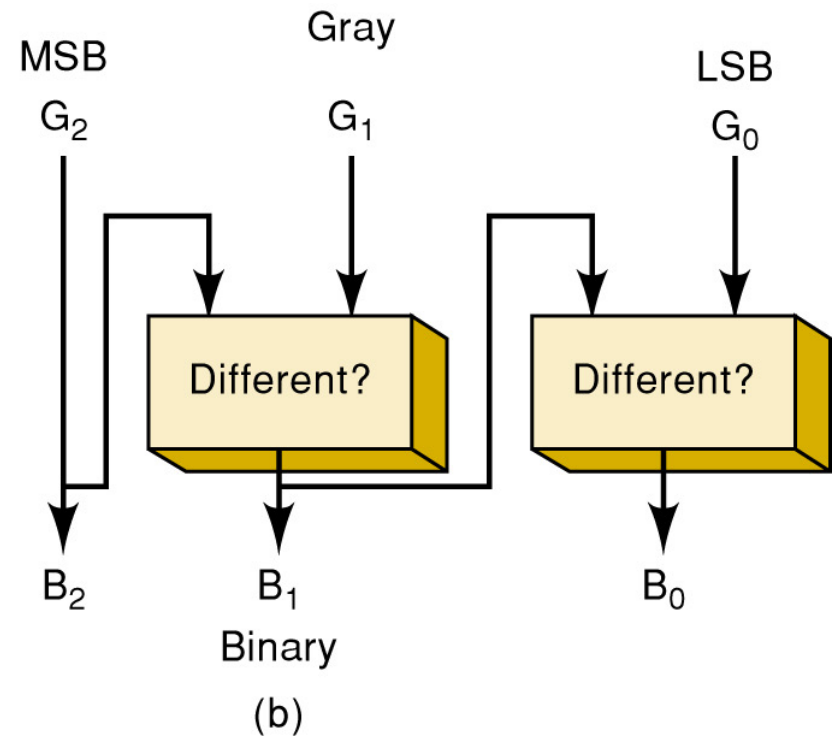 Gray
MSB
LSB
G₂
G₁
G₀
Different?
Different?
B₂
B₁
B₀
Binary
(b)